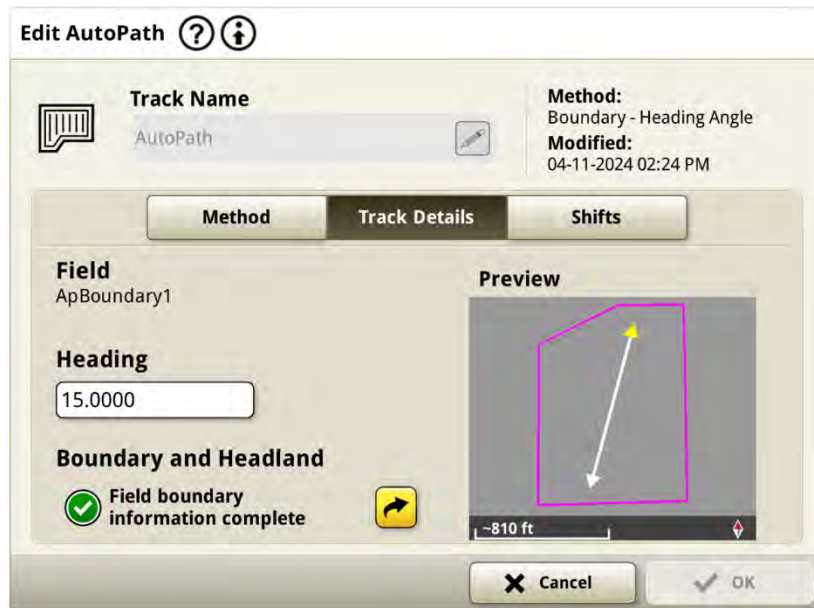 Edit AutoPath
Track Name
AutoPath
Method:
Boundary - Heading Angle
Modified:
04-11-2024 02:24 PM
Method
Track Details
Shifts
Field
ApBoundary1
Heading
15.0000
Boundary and Headland
Field boundary
information complete
Preview
~810 ft
Cancel
OK